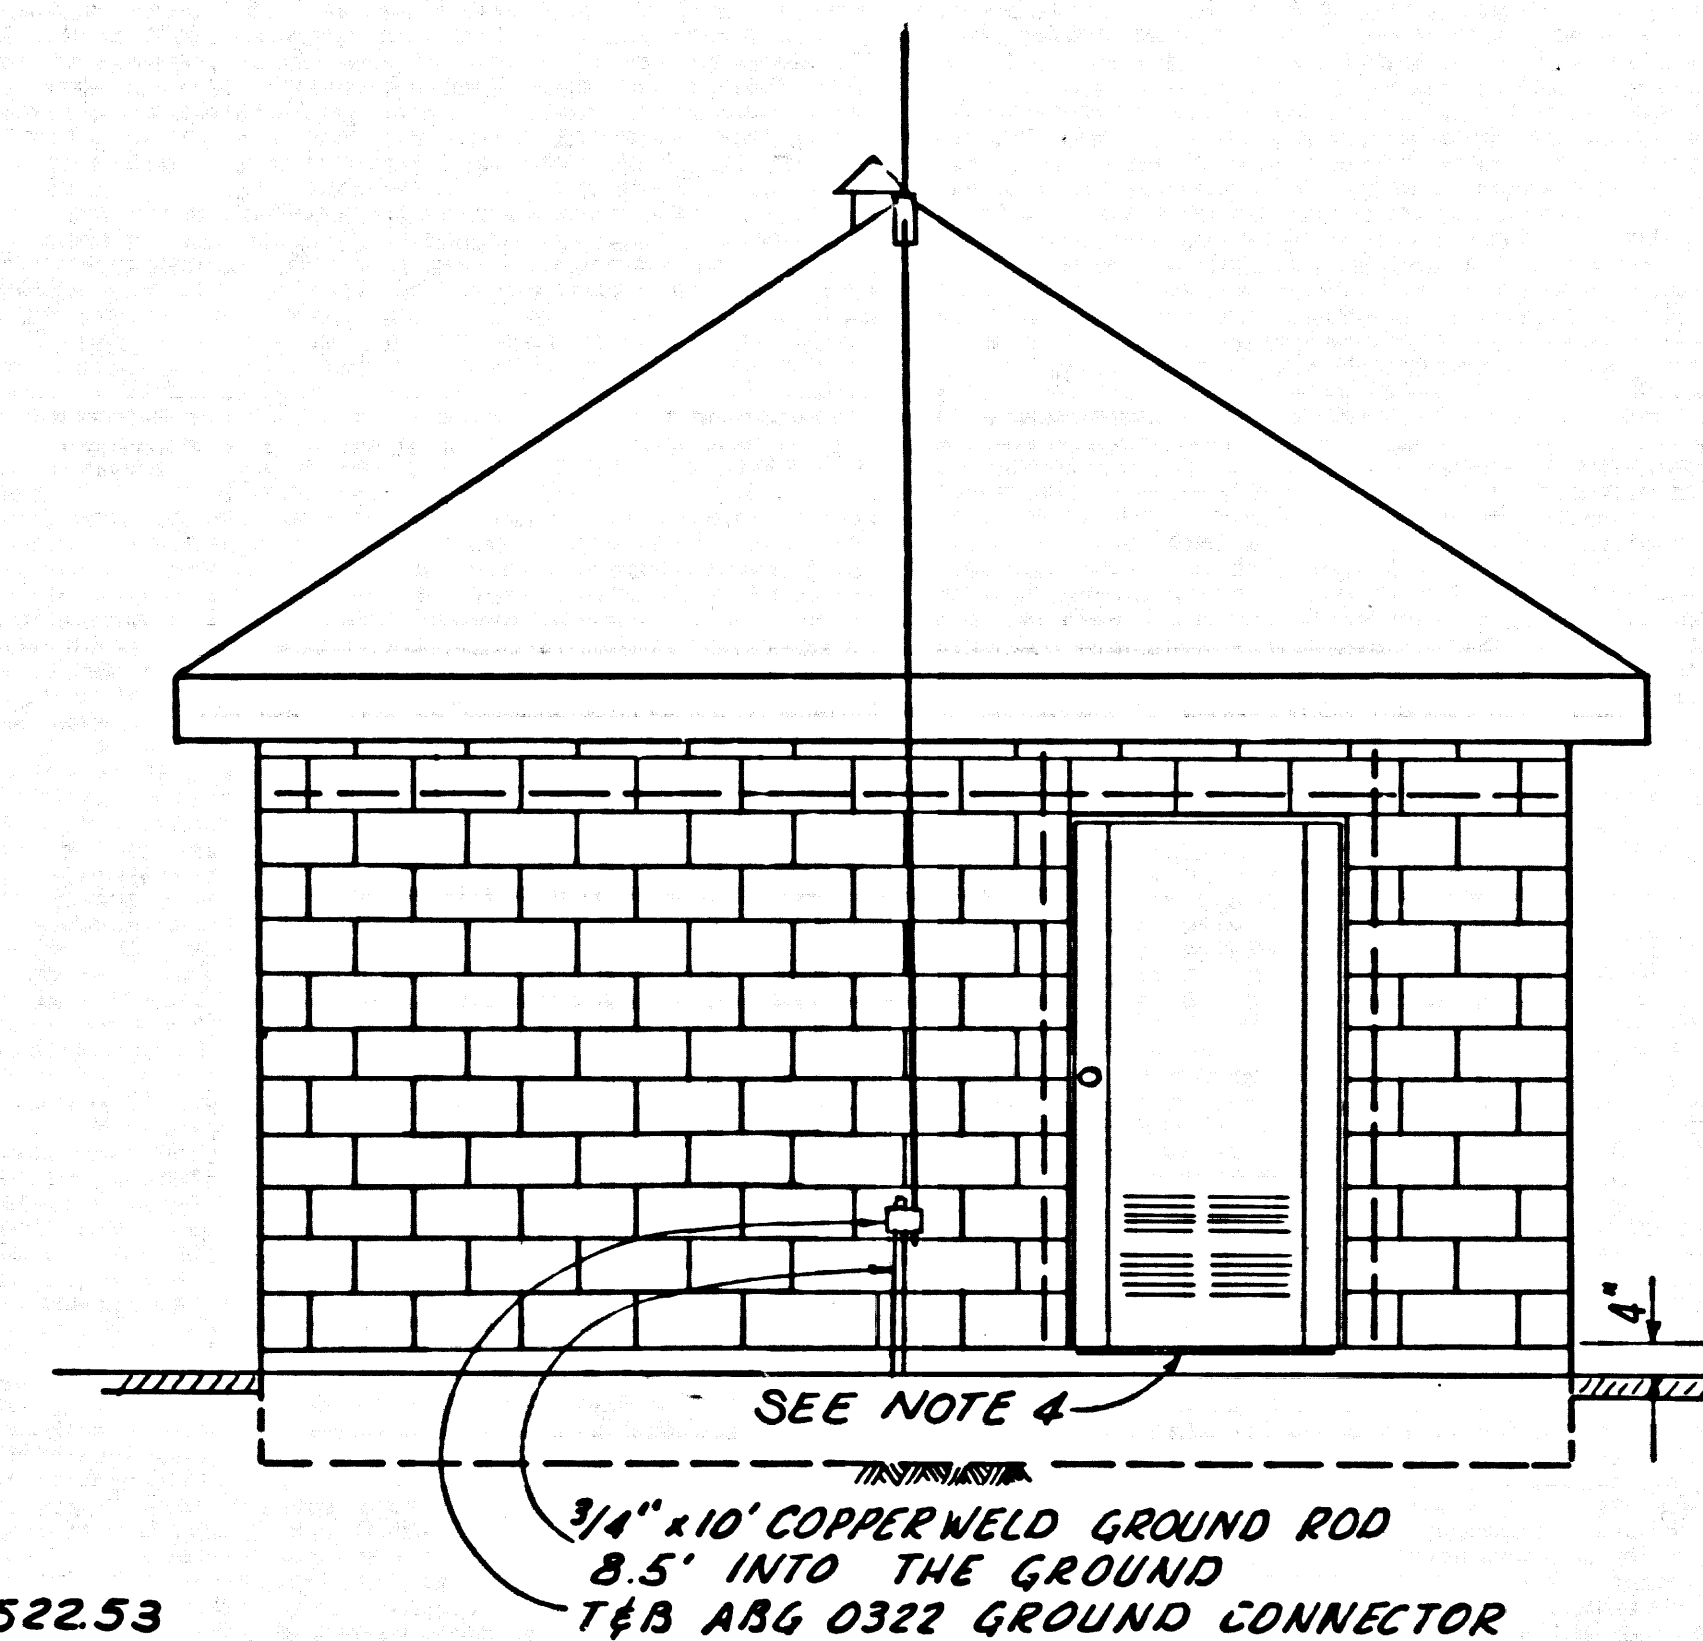 4"
SEE NOTE 4
3/4" x 10' COPPERWELD GROUND ROD
8.5' INTO THE GROUND
T&B ABG 0322 GROUND CONNECTOR
522.53